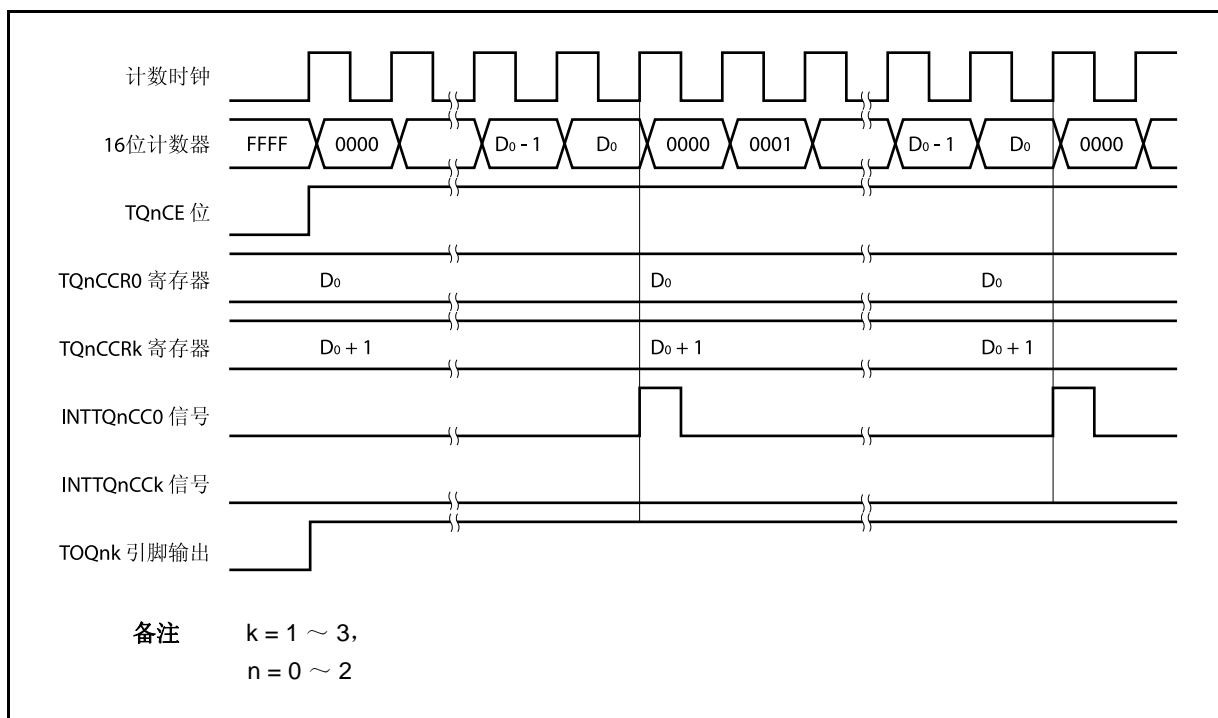 计数时钟
16位计数器 FFFF 0000 D0 - 1 D0 0000 0001 D0 - 1 D0 0000
TQnCE 位
TQnCCR0 寄存器 D0 D0 D0
TQnCCRk 寄存器 D0 + 1 D0 + 1 D0 + 1
INTTQnCC0 信号
INTTQnCCk 信号
TOQnk 引脚输出
备注 k = 1 ～ 3，
n = 0 ～ 2